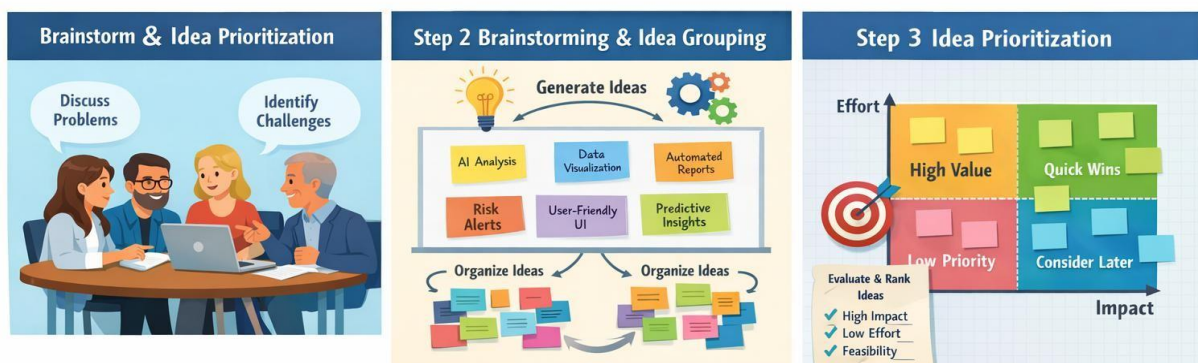 Brainstorm & Idea Prioritization
Discuss
Problems
Identify
Challenges
Step 2 Brainstorming & Idea Grouping
Generate Ideas
AI Analysis
Data
Visualization
Automated
Reports
Risk
Alerts
User-Friendly
UI
Predictive
Insights
Organize Ideas
Organize Ideas
Step 3 Idea Prioritization
Effort
High Value
Quick Wins
Low Priority
Consider Later
Impact
Evaluate & Rank
Ideas
High Impact
Low Effort
Feasibility